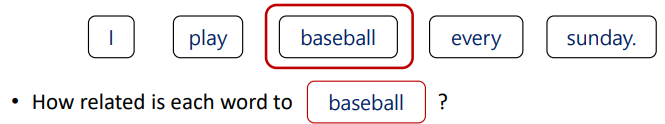 I play baseball every sunday.
• How related is each word to baseball ?